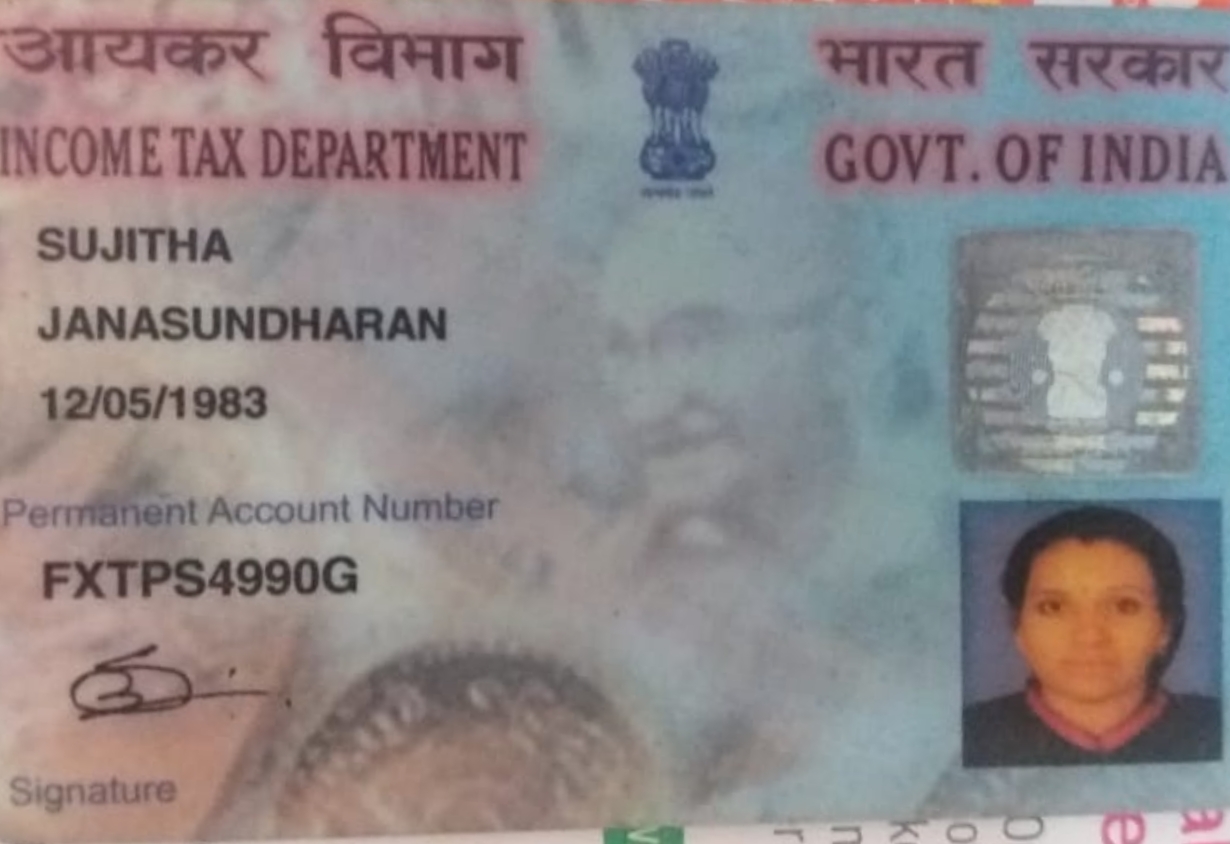 आयकर विभाग भारत सरकार
INCOME TAX DEPARTMENT GOVT. OF INDIA
SUJITHA
JANASUNDHARAN
12/05/1983
Permanent Account Number
FXTPS4990G
Signature